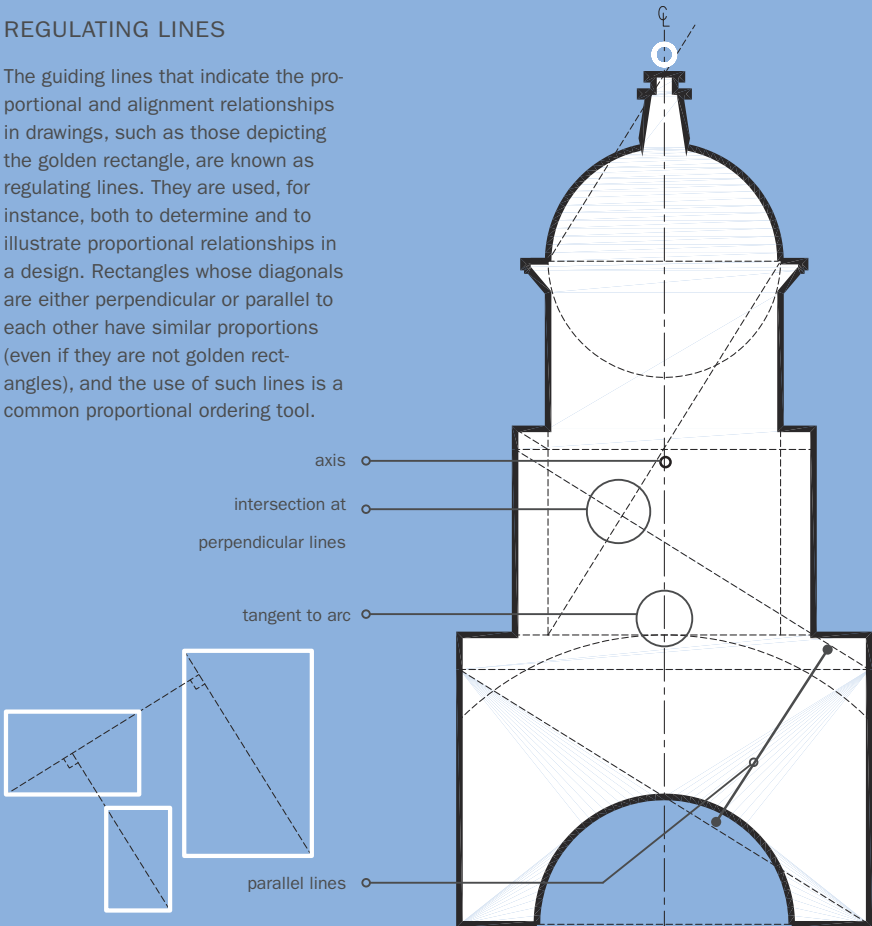 REGULATING LINES
The guiding lines that indicate the pro-
portional and alignment relationships
in drawings, such as those depicting
the golden rectangle, are known as
regulating lines. They are used, for
instance, both to determine and to
illustrate proportional relationships in
a design. Rectangles whose diagonals
are either perpendicular or parallel to
each other have similar proportions
(even if they are not golden rect-
angles), and the use of such lines is a
common proportional ordering tool.
CL
axis
intersection at
perpendicular lines
tangent to arc
parallel lines